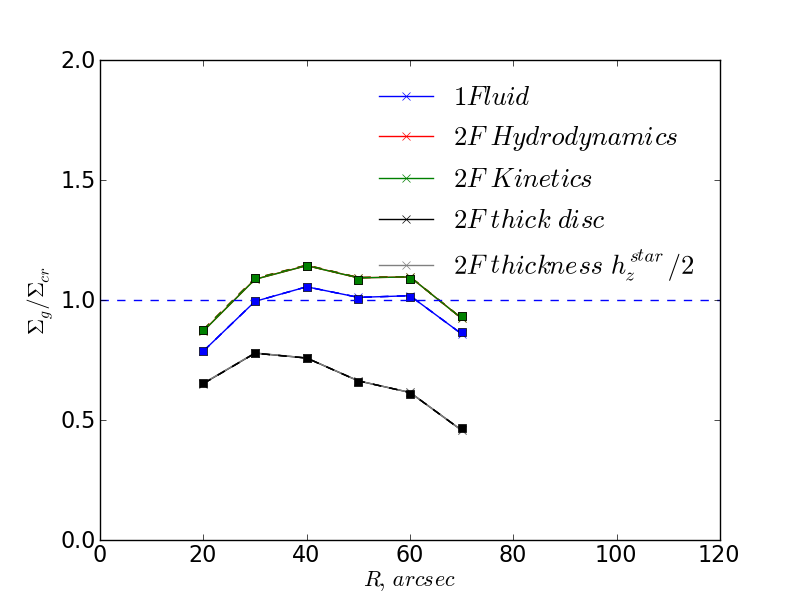 2.0
1.5
1.0
0.5
0.0
Σg/Σcr
1Fluid
2F Hydrodynamics
2F Kinetics
2F thick disc
2F thickness h_z^star/2
0 20 40 60 80 100 120
R, arcsec